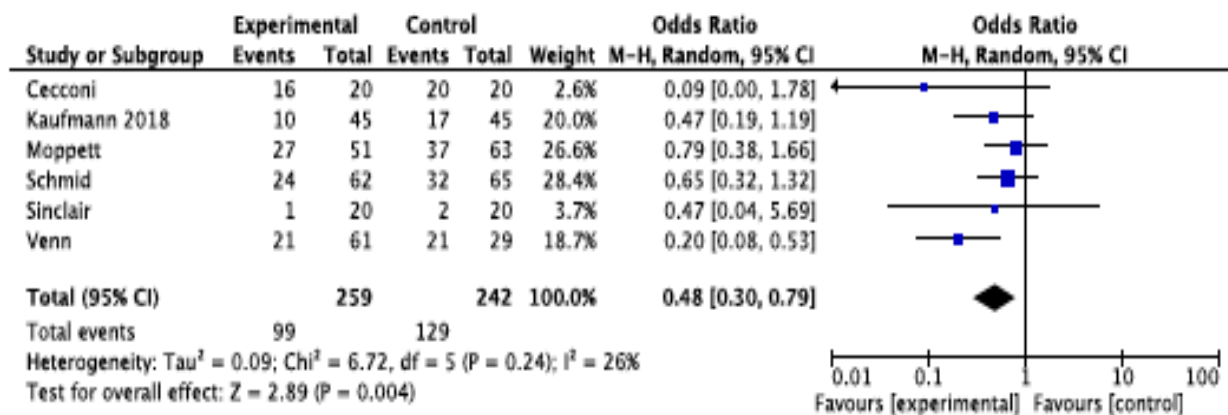 Experimental Control Odds Ratio Odds Ratio
Study or Subgroup Events Total Events Total Weight M-H, Random, 95% CI M-H, Random, 95% CI
Cecconi 16 20 20 20 2.6% 0.09 [0.00, 1.78]
Kaufmann 2018 10 45 17 45 20.0% 0.47 [0.19, 1.19]
Moppett 27 51 37 63 26.6% 0.79 [0.38, 1.66]
Schmid 24 62 32 65 28.4% 0.65 [0.32, 1.32]
Sinclair 1 20 2 20 3.7% 0.47 [0.04, 5.69]
Venn 21 61 21 29 18.7% 0.20 [0.08, 0.53]
Total (95% CI) 259 242 100.0% 0.48 [0.30, 0.79]
Total events 99 129
Heterogeneity: Tau² = 0.09; Chi² = 6.72, df = 5 (P = 0.24); I² = 26%
Test for overall effect: Z = 2.89 (P = 0.004)
0.01 0.1 1 10 100
Favours [experimental] Favours [control]